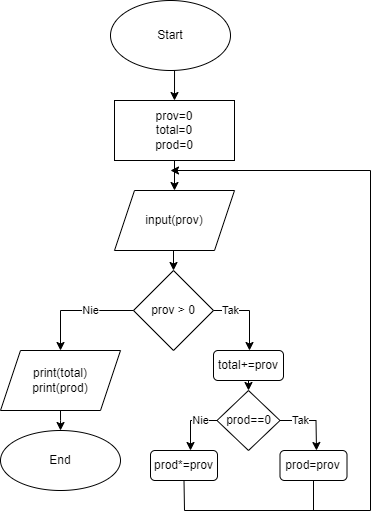 Start
prov=0
total=0
prod=0
input(prov)
prov > 0
Nie
Tak
print(total)
print(prod)
total+=prov
End
prod==0
Nie
Tak
prod*=prov
prod=prov